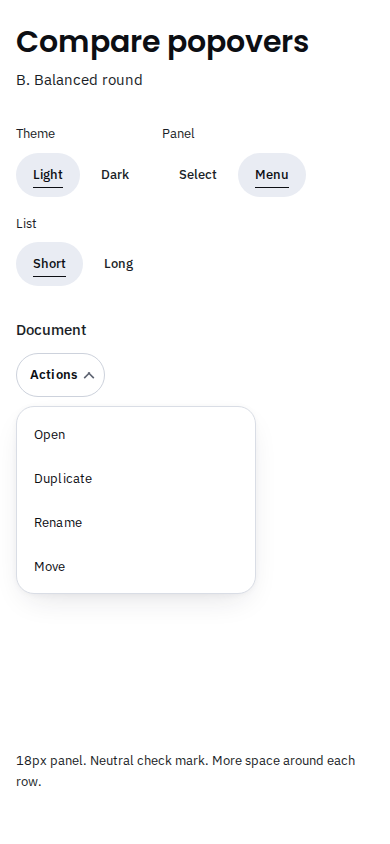 Compare popovers
B. Balanced round
Theme
Panel
Light
Dark
Select
Menu
List
Short
Long
Document
Actions
Open
Duplicate
Rename
Move
18px panel. Neutral check mark. More space around each
row.